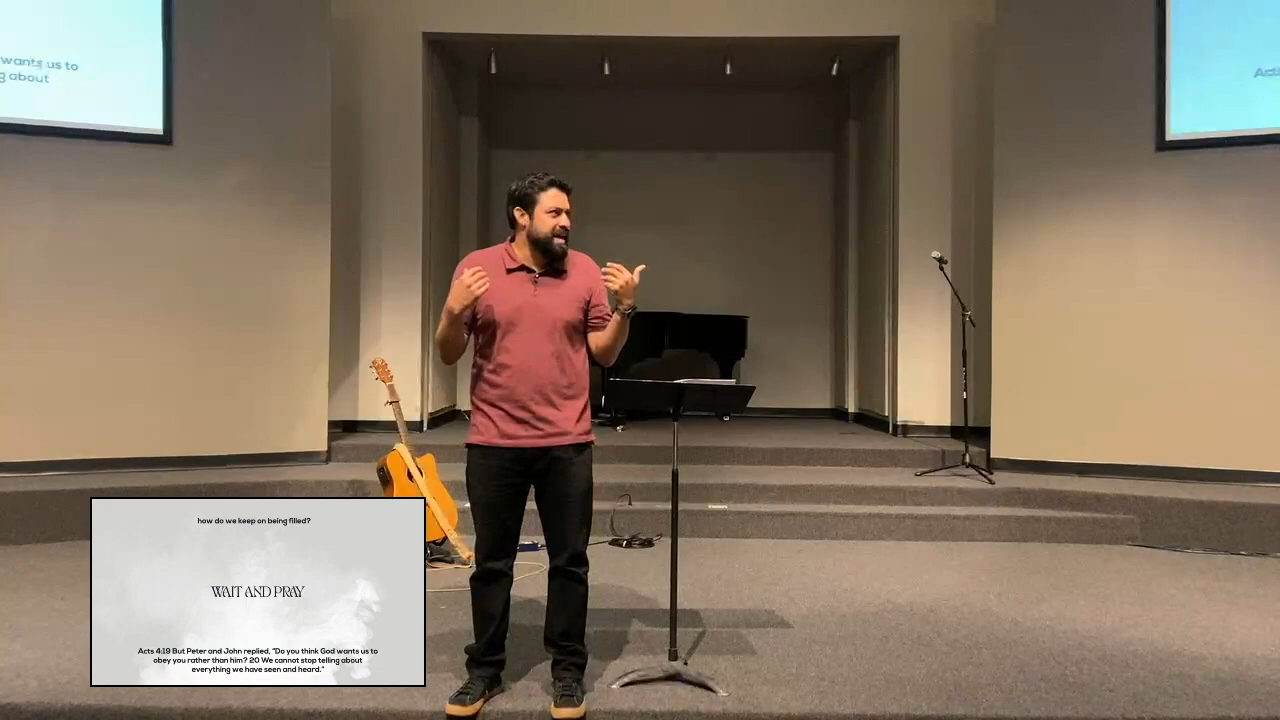 wants us to
g about
Act
how do we keep on being filled?
WAIT AND PRAY
Acts 4:19 But Peter and John replied, "Do you think God wants us to
obey you rather than him? 20 We cannot stop telling about
everything we have seen and heard."